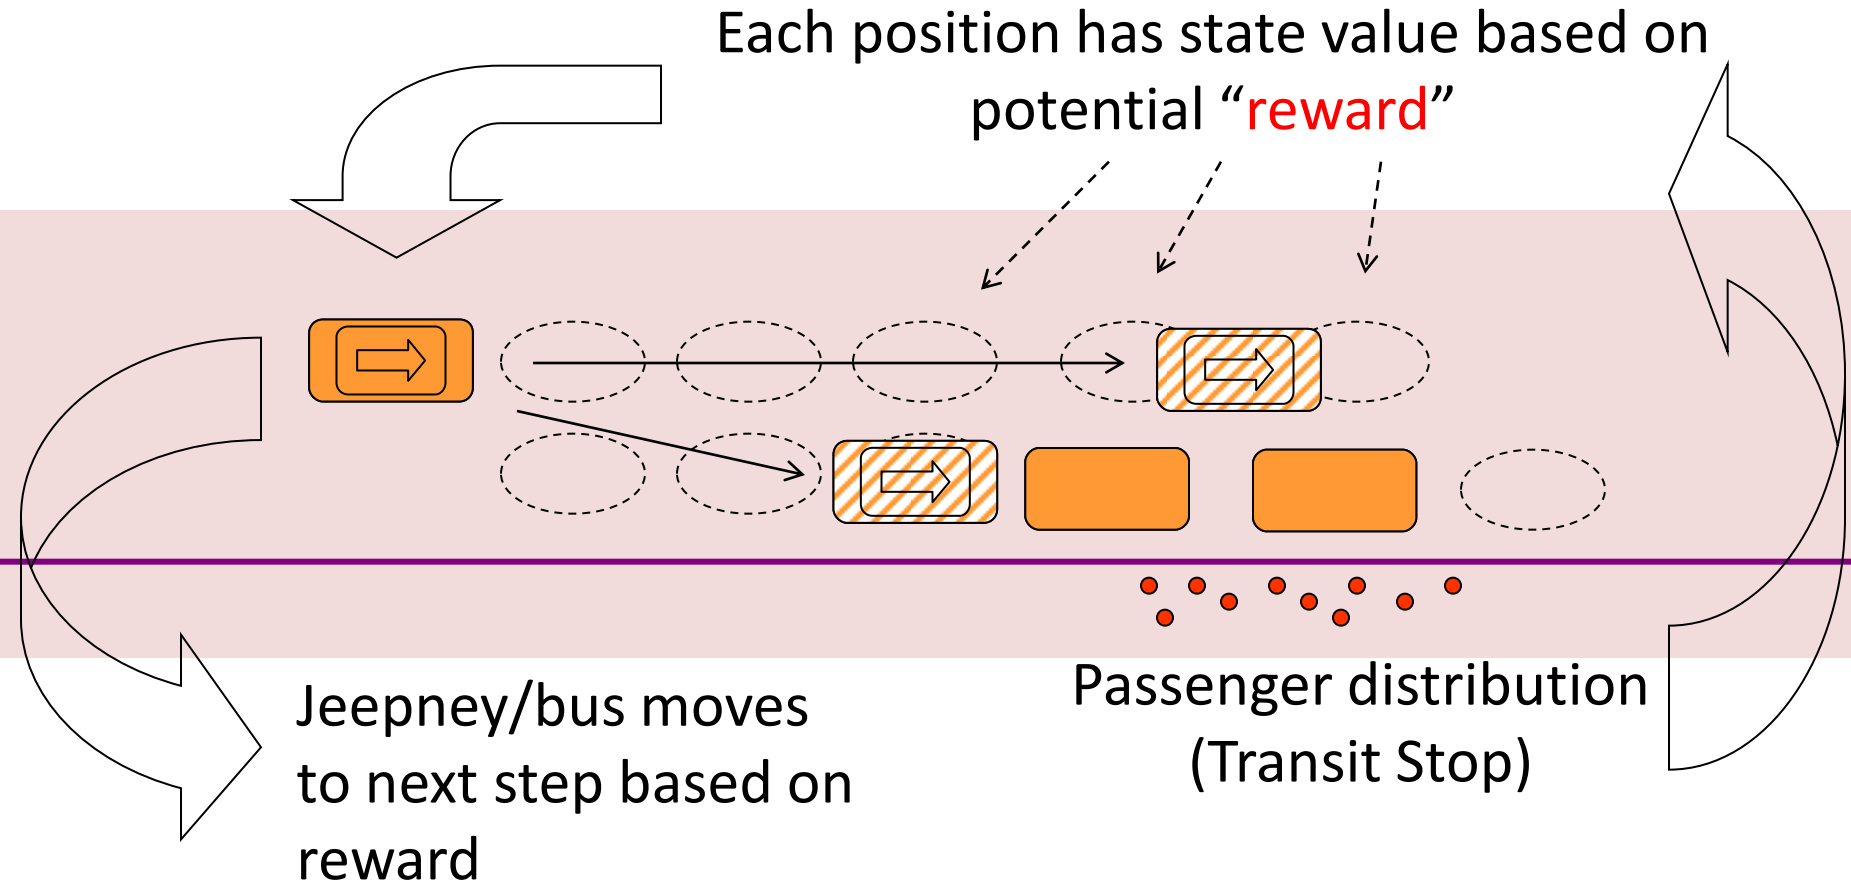 Each position has state value based on
potential “reward”
Passenger distribution
(Transit Stop)
Jeepney/bus moves
to next step based on
reward